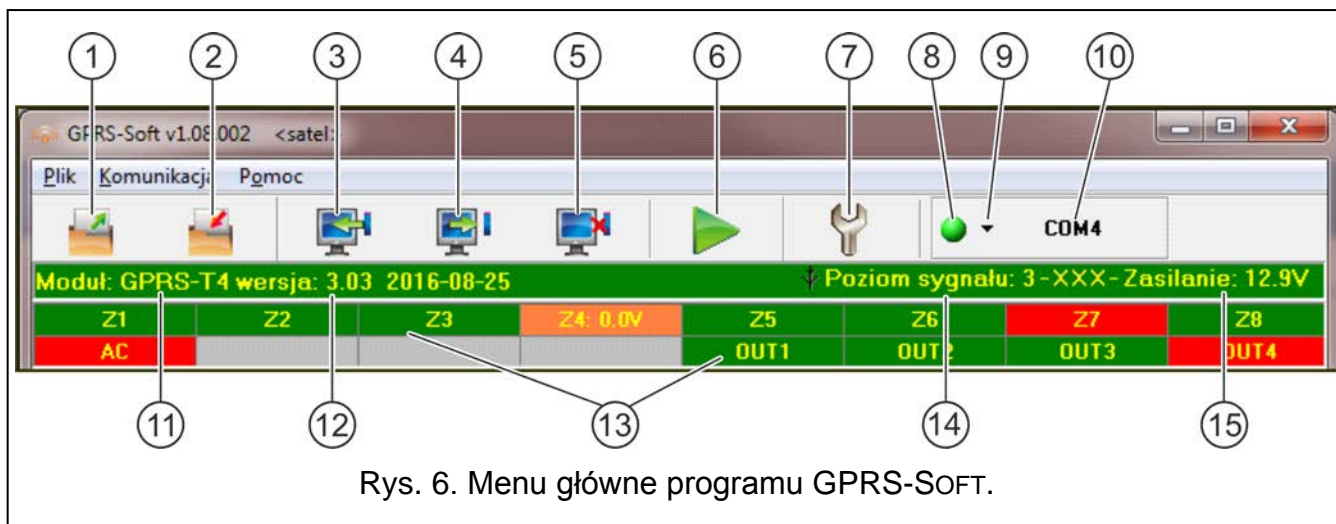 1 2 3 4 5 6 7 8 9 10
GPRS-Soft v1.08.002 <satel>
Plik Komunikacja Pomoc
COM4
Moduł: GPRS-T4 wersja: 3.03 2016-08-25 Poziom sygnału: 3-XXX- Zasilanie: 12.9V
Z1 Z2 Z3 Z4: 0.0V Z5 Z6 Z7 Z8
AC OUT1 OUT2 OUT3 OUT4
11 12 13 14 15
Rys. 6. Menu główne programu GPRS-SOFT.